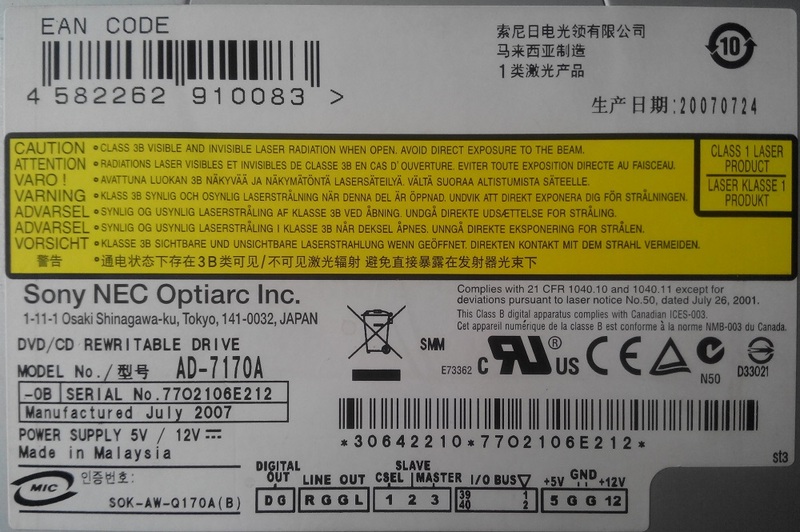 EAN CODE
4 582262 910083 >
索尼日电光领有限公司
马来西亚制造
1类激光产品
10
生产日期:20070724
CAUTION •CLASS 3B VISIBLE AND INVISIBLE LASER RADIATION WHEN OPEN. AVOID DIRECT EXPOSURE TO THE BEAM.
ATTENTION •RADIATIONS LASER VISIBLES ET INVISIBLES DE CLASSE 3B EN CAS D'OUVERTURE. EVITER TOUTE EXPOSITION DIRECTE AU FAISCEAU.
VARO! •AVATTUNA LUOKAN 3B NÄKYVÄÄ JA NÄKYMÄTÖNTÄ LASERSÄTEILYÄ. VÄLTÄ SUORAA ALTISTUMISTA SÄTEELLE.
VARNING •KLASS 3B SYNLIG OCH OSYNLIG LASERSTRÅLNING NÄR DENNA DEL ÄR ÖPPNAD. UNDVIK ATT DIREKT EXPONERA DIG FÖR STRÅLNINGEN.
ADVARSEL •SYNLIG OG USYNLIG LASERSTRÅLING AF KLASSE 3B VED ÅBNING. UNDGÅ DIREKTE UDSÆTTELSE FOR STRÅLING.
ADVARSEL •SYNLIG OG USYNLIG LASERSTRÅLING I KLASSE 3B NÅR DEKSEL ÅPNES. UNNGÅ DIREKTE EKSPONERING FOR STRÅLEN.
VORSICHT •KLASSE 3B SICHTBARE UND UNSICHTBARE LASERSTRAHLUNG WENN GEÖFFNET. DIREKTEN KONTAKT MIT DEM STRAHL VERMEIDEN.
警告 •通电状态下存在3B类可见/不可见激光辐射 避免直接暴露在发射器光束下
CLASS 1 LASER
PRODUCT
LASER KLASSE 1
PRODUKT
Sony NEC Optiarc Inc.
1-11-1 Osaki Shinagawa-ku, Tokyo, 141-0032, JAPAN
Complies with 21 CFR 1040.10 and 1040.11 except for
deviations pursuant to laser notice No.50, dated July 26, 2001.
This Class B digital apparatus complies with Canadian ICES-003.
Cet appareil numérique de la classe B est conforme à la norme NMB-003 du Canada.
DVD/CD REWRITABLE DRIVE
MODEL No./型号 AD-7170A
-0B SERIAL No.7702106E212
Manufactured July 2007
POWER SUPPLY 5V / 12V
Made in Malaysia
SMM
E73362 C RU US CE N50 D33021
*30642210*7702106E212*
st3
MIC
인증번호:
SOK-AW-Q170A(B)
DIGITAL OUT LINE OUT SLAVE CSEL MASTER I/O BUS +5V GND +12V
DG R G G L 1 2 3 39 40 1 2 5 G G 12